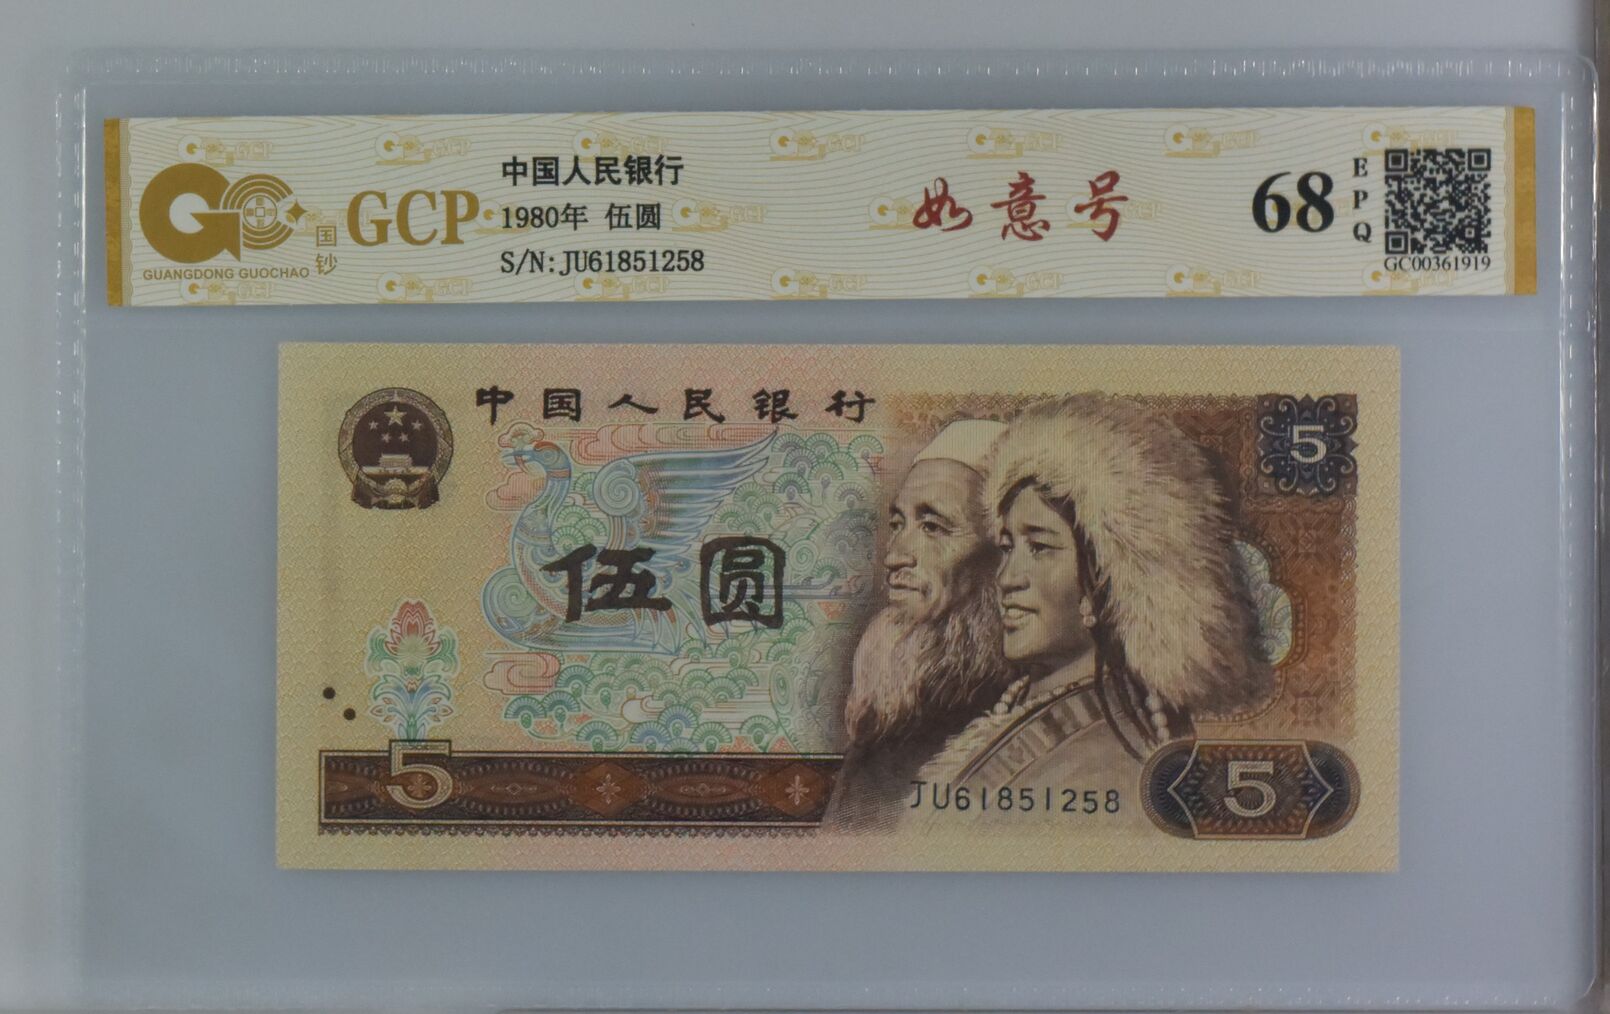 中国人民银行
1980年 伍圆
S/N:JU61851258
GCP
国钞
GUANGDONG GUOCHAO
如意号
68
EPQ
GC00361919
中国人民银行
5
伍圆
5
JU61851258
5